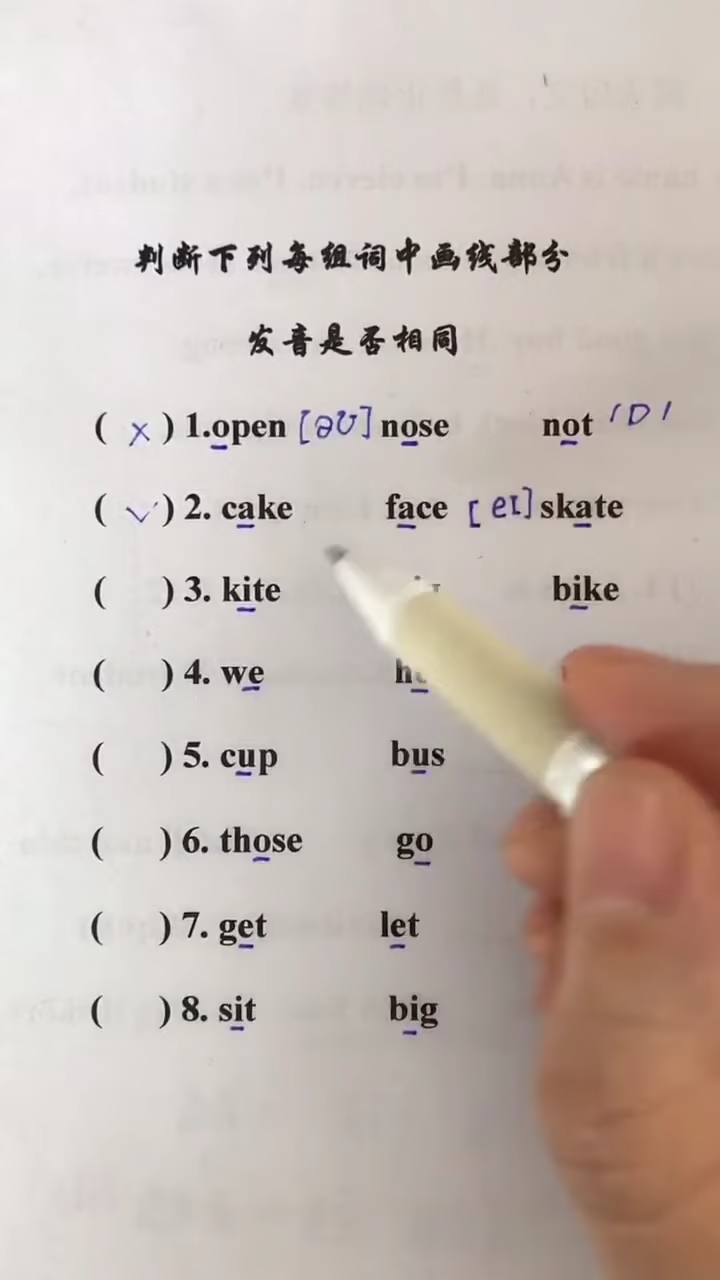 判断下列每组词中画线部分
发音是否相同
( × ) 1.open [əʊ] nose not /ɒ/
( √ ) 2. cake face [eɪ] skate
( ) 3. kite bike
( ) 4. we
( ) 5. cup bus
( ) 6. those go
( ) 7. get let
( ) 8. sit big